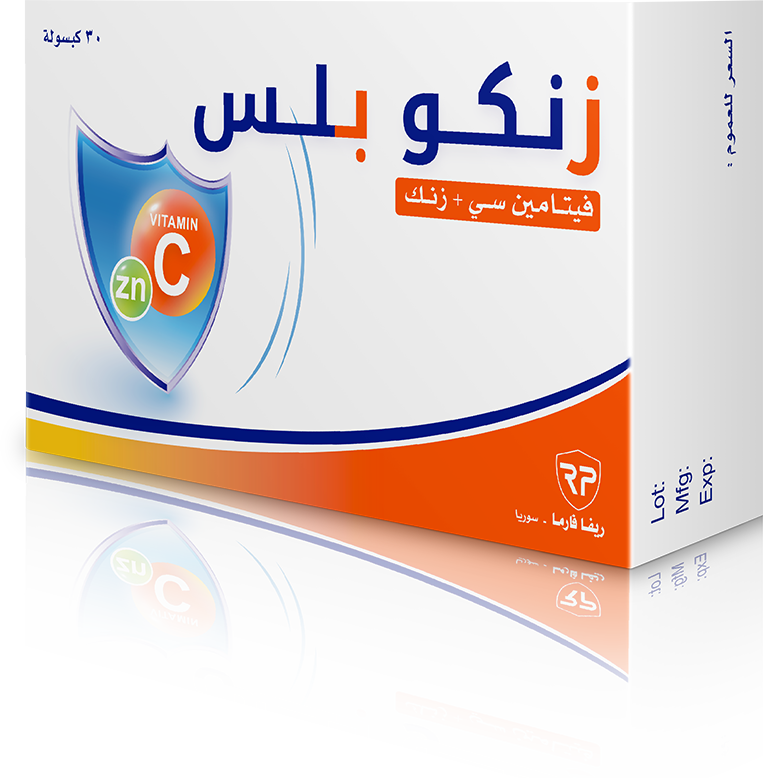 ٣٠ كبسولة
زنكو بلس
فيتامين سي + زنك
VITAMIN
C
zn
RP
ريفا فارما - سوريا
السعر للعموم :
Lot:
Mfg:
Exp: